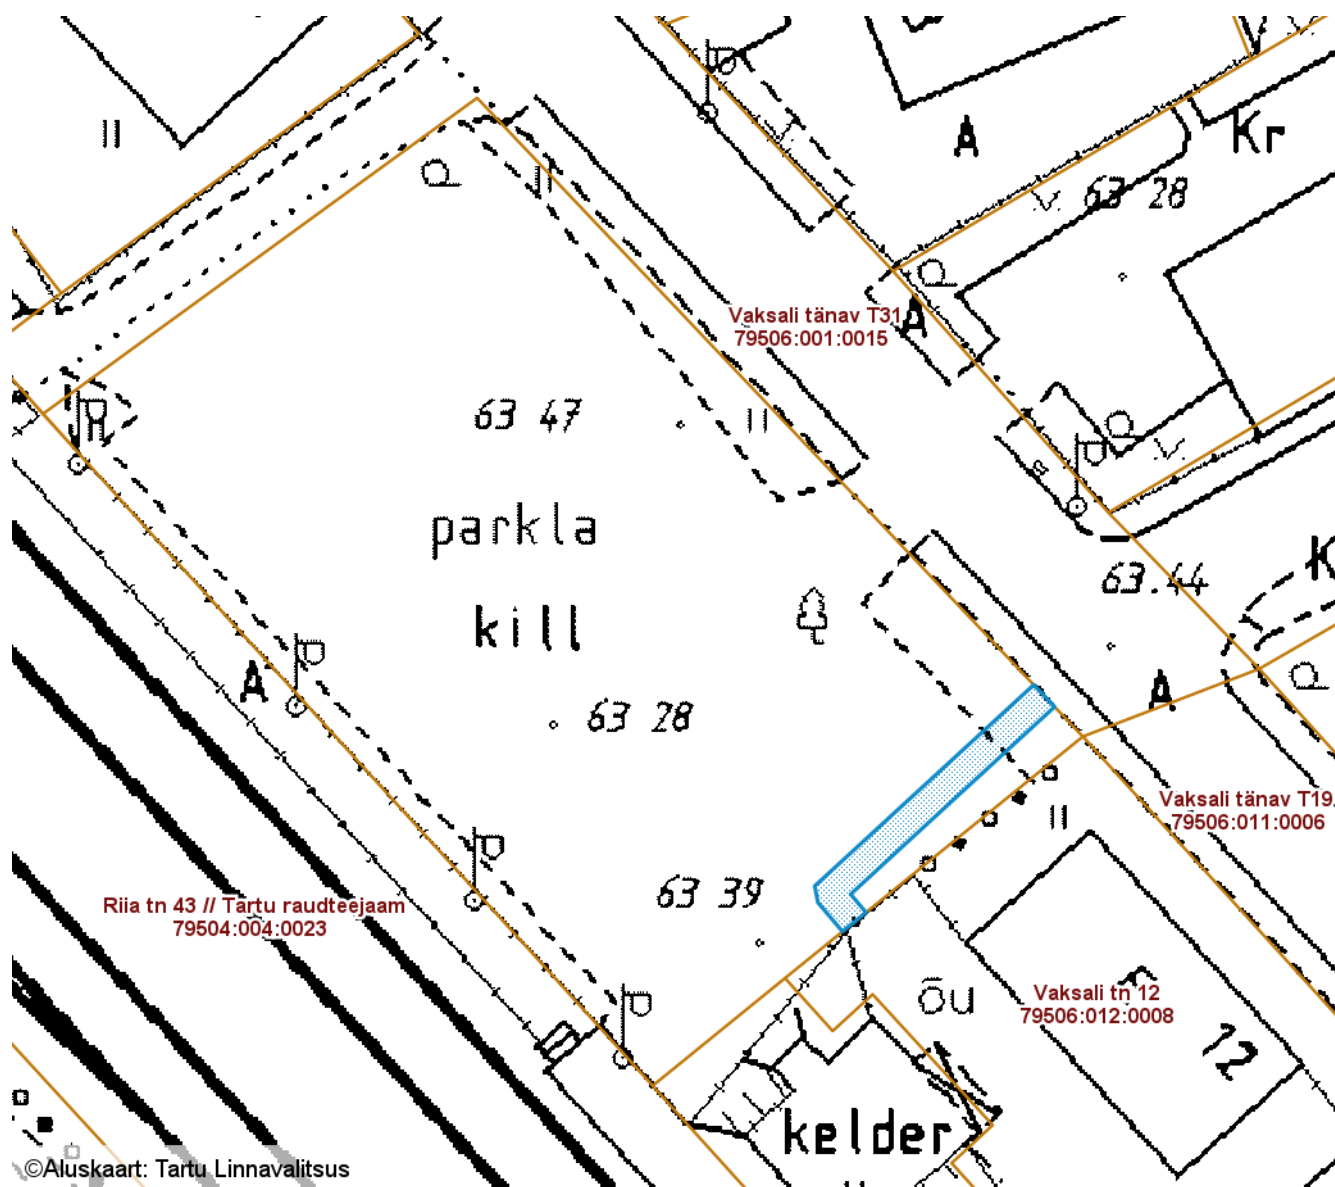 A
Kr
63 28
Vaksali tänav T31
79506:001:0015
A
63 47
parkla
kill
63.44
K
A
A
63 28
Vaksali tänav T19
79506:011:0006
63 39
Riia tn 43 // Tartu raudteejaam
79504:004:0023
õu
Vaksali tn 12
79506:012:0008
12
kelder
©Aluskaart: Tartu Linnavalitsus